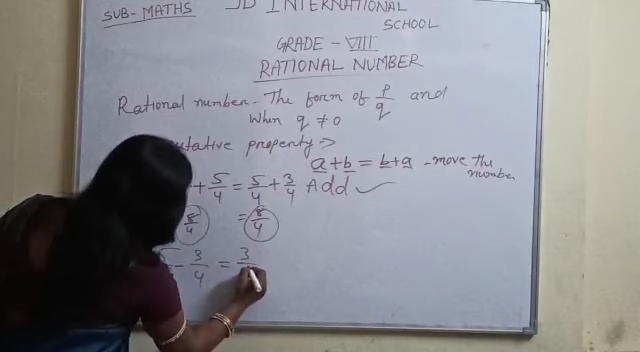 SUB- MATHS JD INTERNATIONAL
SCHOOL
GRADE - VIII
RATIONAL NUMBER
Rational number - The form of p/q and
When q ≠ 0
property ⇒
a + b = b + a - move the
number
+ 5/4 = 5/4 + 3/4 Add ✓
8/4 = 8/4
- 3/4 = 3/